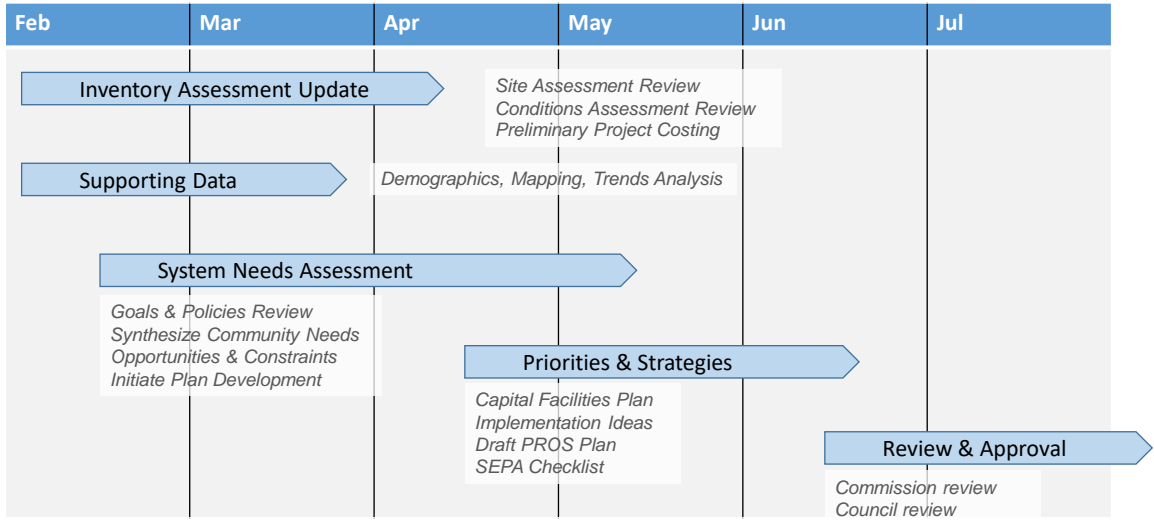 Feb Mar Apr May Jun Jul
Inventory Assessment Update
Site Assessment Review
Conditions Assessment Review
Preliminary Project Costing
Supporting Data
Demographics, Mapping, Trends Analysis
System Needs Assessment
Goals & Policies Review
Synthesize Community Needs
Opportunities & Constraints
Initiate Plan Development
Priorities & Strategies
Capital Facilities Plan
Implementation Ideas
Draft PROS Plan
SEPA Checklist
Review & Approval
Commission review
Council review